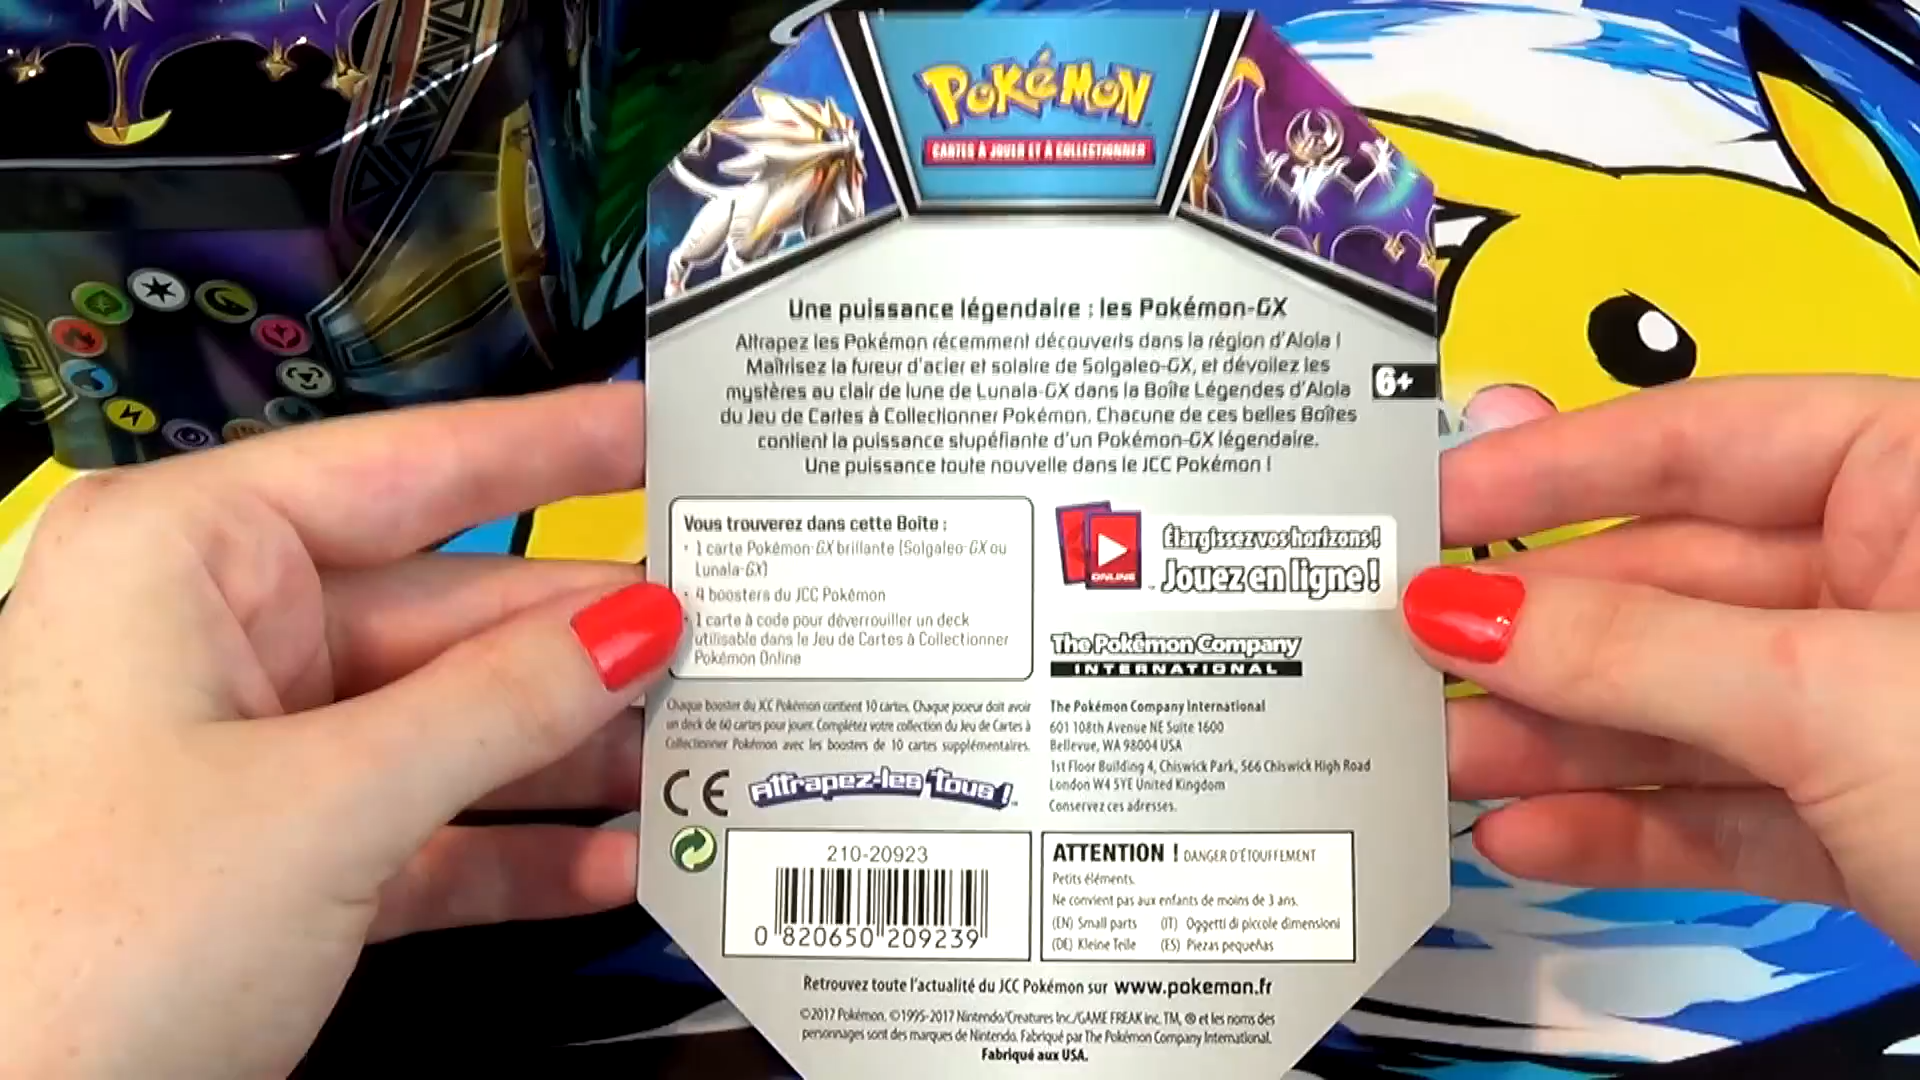 POKéMON
CARTES À JOUER ET À COLLECTIONNER
Une puissance légendaire : les Pokémon-GX
Attrapez les Pokémon récemment découverts dans la région d'Alola !
Maîtrisez la fureur d'acier et solaire de Solgaleo-GX, et dévoilez les
mystères au clair de lune de Lunala-GX dans la Boîte Légendes d'Alola
du Jeu de Cartes à Collectionner Pokémon. Chacune de ces belles Boîtes
contient la puissance stupéfiante d'un Pokémon-GX légendaire.
Une puissance toute nouvelle dans le JCC Pokémon !
6+
Vous trouverez dans cette Boîte :
• 1 carte Pokémon-GX brillante (Solgaleo-GX ou
Lunala-GX)
• 4 boosters du JCC Pokémon
• 1 carte à code pour déverrouiller un deck
utilisable dans le Jeu de Cartes à Collectionner
Pokémon Online
ONLINE
Élargissez vos horizons !
Jouez en ligne !
The Pokémon Company
INTERNATIONAL
Chaque booster du JCC Pokémon contient 10 cartes. Chaque joueur doit avoir
un deck de 60 cartes pour jouer. Complétez votre collection du Jeu de Cartes à
Collectionner Pokémon avec les boosters de 10 cartes supplémentaires.
The Pokémon Company International
601 108th Avenue NE Suite 1600
Bellevue, WA 98004 USA
1st Floor Building 4, Chiswick Park, 566 Chiswick High Road
London W4 5YE United Kingdom
Conservez ces adresses.
CE
Attrapez-les tous !™
210-20923
0 820650 209239
ATTENTION ! DANGER D'ÉTOUFFEMENT
Petits éléments.
Ne convient pas aux enfants de moins de 3 ans.
(EN) Small parts (IT) Oggetti di piccole dimensioni
(DE) Kleine Teile (ES) Piezas pequeñas
Retrouvez toute l'actualité du JCC Pokémon sur www.pokemon.fr
©2017 Pokémon. ©1995-2017 Nintendo/Creatures Inc./GAME FREAK inc. TM, ® et les noms des
personnages sont des marques de Nintendo. Fabriqué par The Pokémon Company International.
Fabriqué aux USA.